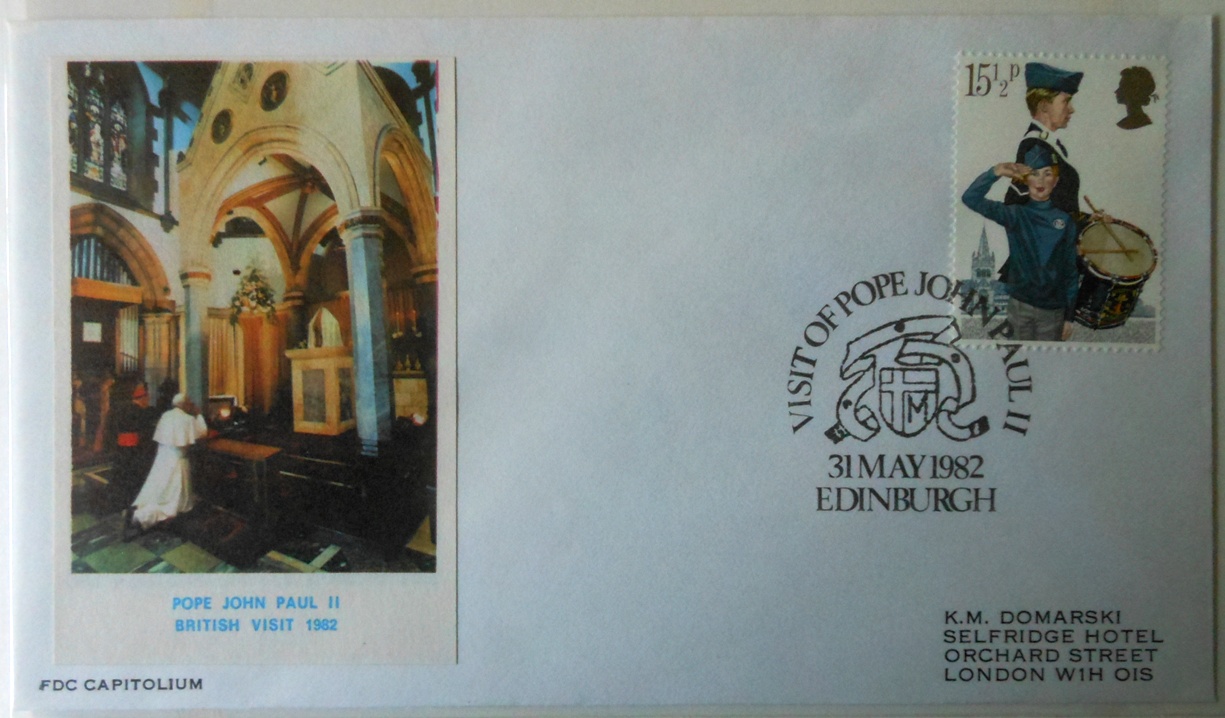 15½p
VISIT OF POPE JOHN PAUL II
M
31 MAY 1982
EDINBURGH
POPE JOHN PAUL II
BRITISH VISIT 1982
FDC CAPITOLIUM
K.M. DOMARSKI
SELFRIDGE HOTEL
ORCHARD STREET
LONDON W1H OIS